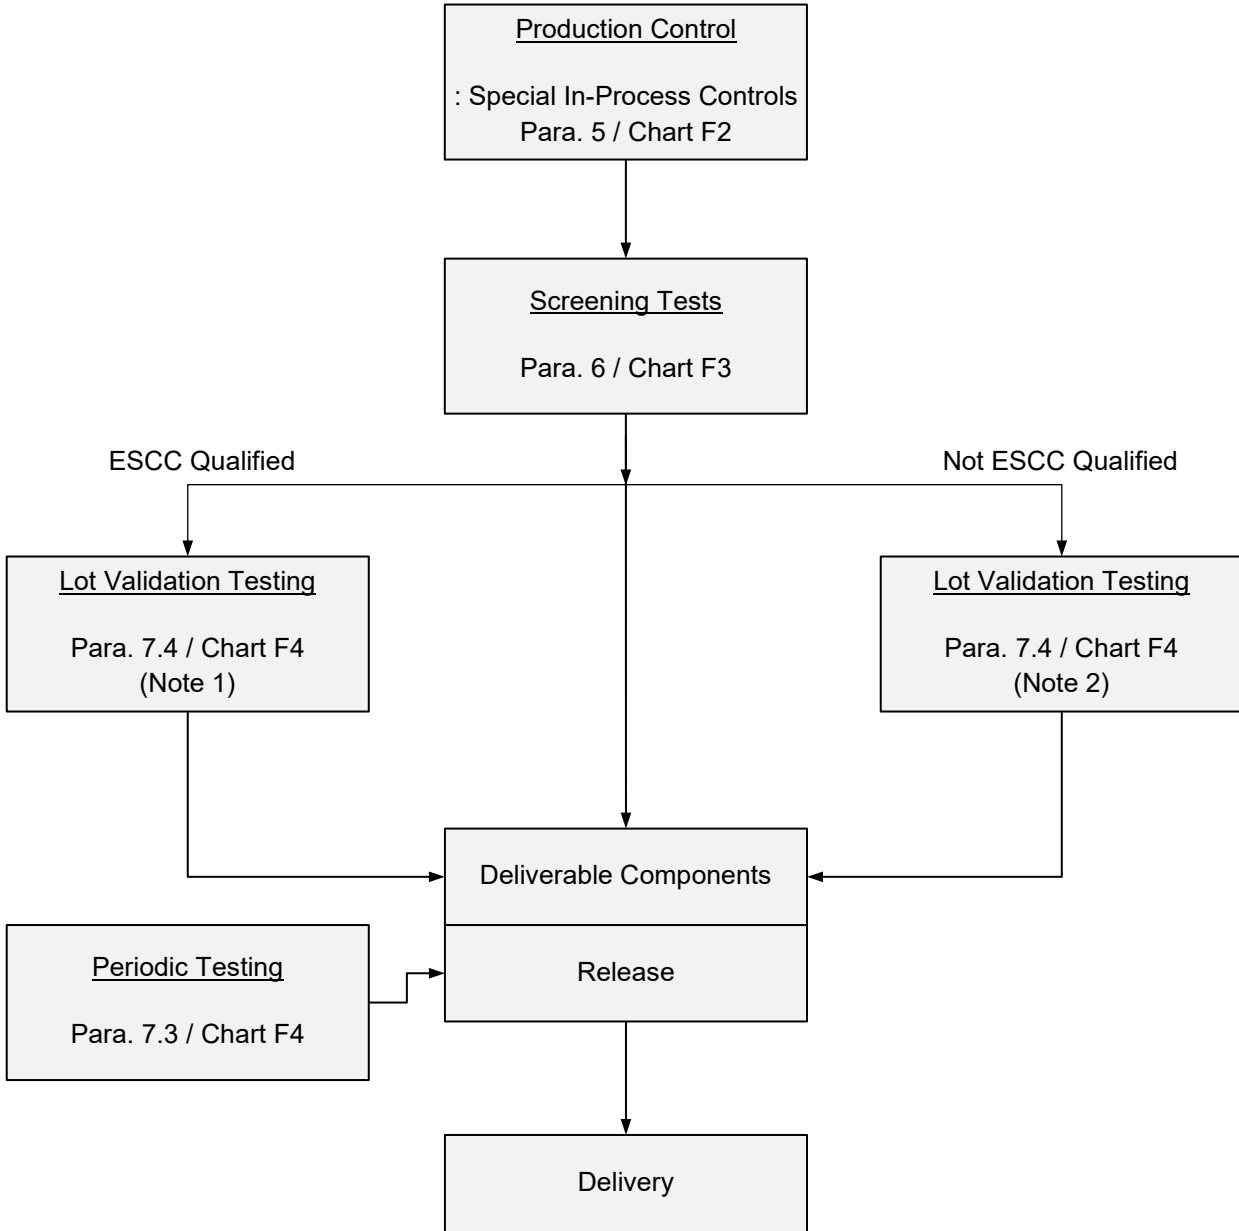 Production Control
: Special In-Process Controls
Para. 5 / Chart F2
Screening Tests
Para. 6 / Chart F3
ESCC Qualified
Not ESCC Qualified
Lot Validation Testing
Para. 7.4 / Chart F4
(Note 1)
Lot Validation Testing
Para. 7.4 / Chart F4
(Note 2)
Deliverable Components
Periodic Testing
Para. 7.3 / Chart F4
Release
Delivery